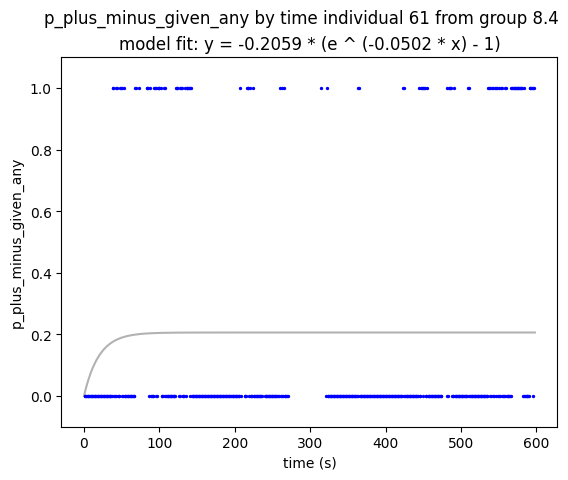 p_plus_minus_given_any by time individual 61 from group 8.4
model fit: y = -0.2059 * (e ^ (-0.0502 * x) - 1)
1.0
0.8
0.6
0.4
0.2
0.0
p_plus_minus_given_any
0 100 200 300 400 500 600
time (s)